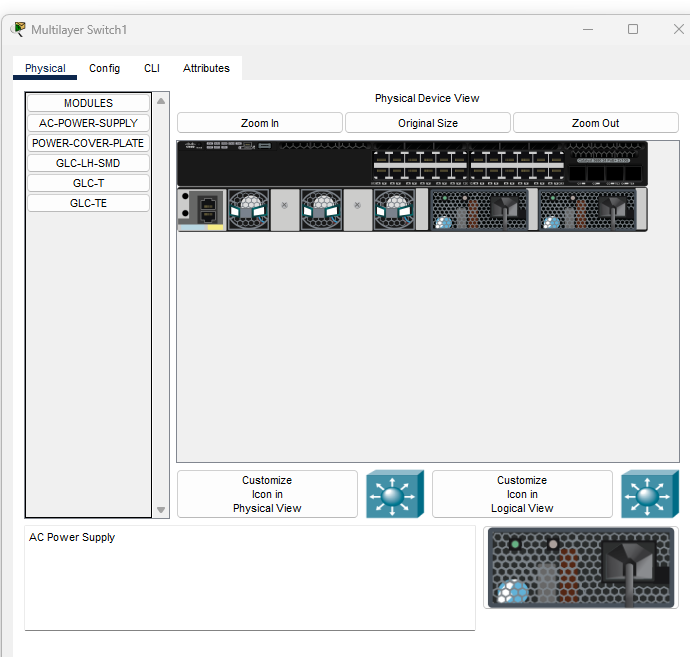 Multilayer Switch1
Physical
Config
CLI
Attributes
MODULES
AC-POWER-SUPPLY
POWER-COVER-PLATE
GLC-LH-SMD
GLC-T
GLC-TE
Physical Device View
Zoom In
Original Size
Zoom Out
Customize
Icon in
Physical View
Customize
Icon in
Logical View
AC Power Supply